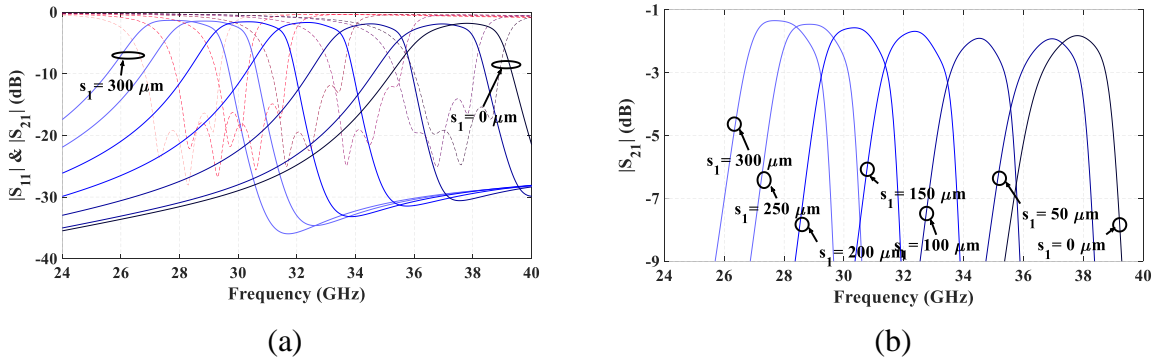 0
-10
-20
-30
-40
|S11| & |S21| (dB)
s1= 300 μm
s1= 0 μm
24 26 28 30 32 34 36 38 40
Frequency (GHz)
(a)
-1
-3
-5
-7
-9
|S21| (dB)
s1= 300 μm
s1= 250 μm
s1= 200 μm
s1= 150 μm
s1= 100 μm
s1= 50 μm
s1= 0 μm
24 26 28 30 32 34 36 38 40
Frequency (GHz)
(b)